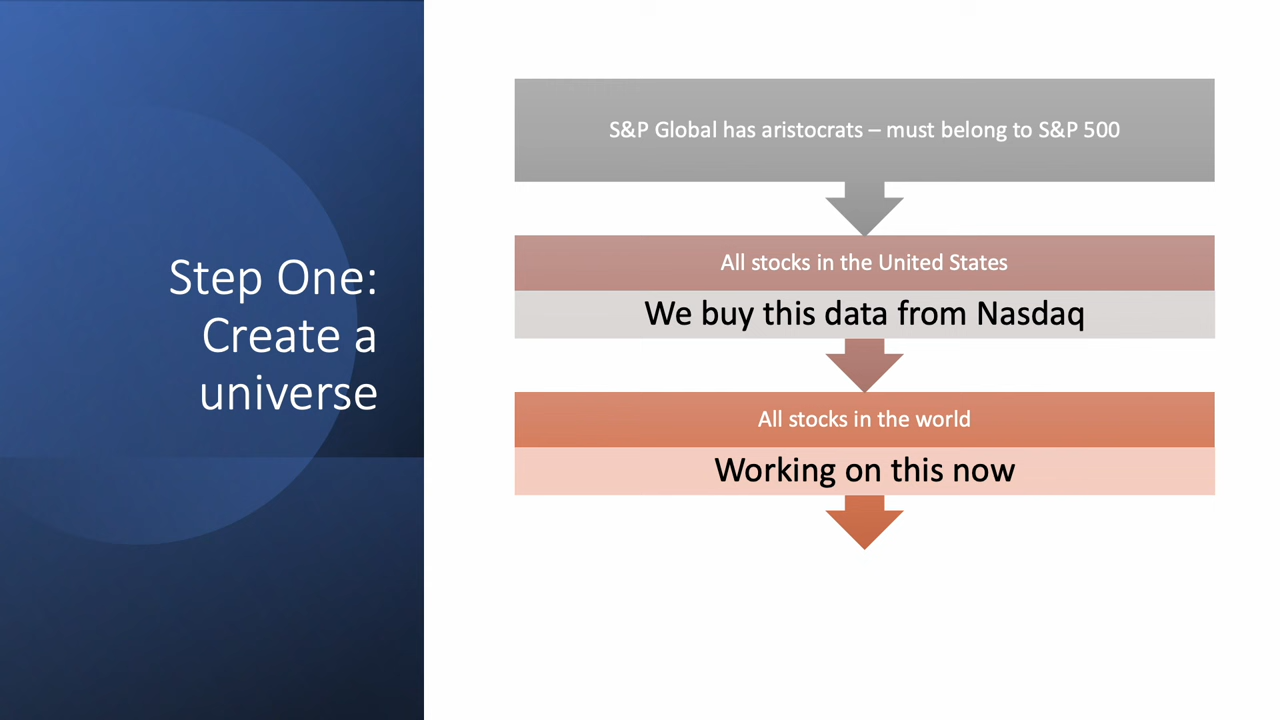 Step One:
Create a
universe
S&P Global has aristocrats – must belong to S&P 500
All stocks in the United States
We buy this data from Nasdaq
All stocks in the world
Working on this now